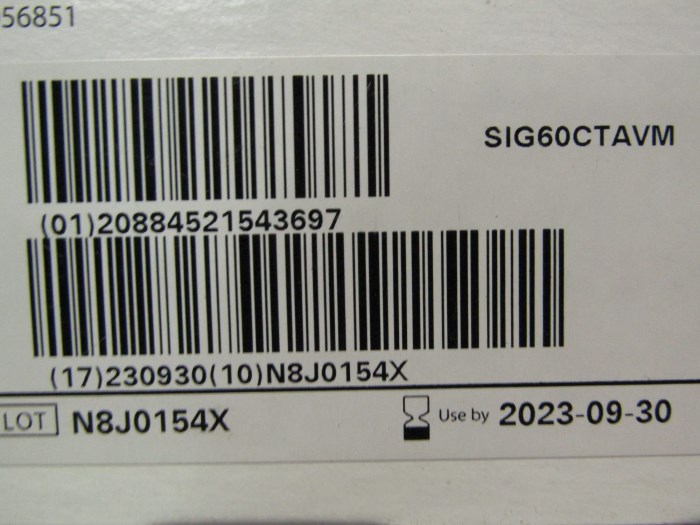 56851
SIG60CTAVM
(01)20884521543697
(17)230930(10)N8J0154X
LOT N8J0154X
Use by 2023-09-30